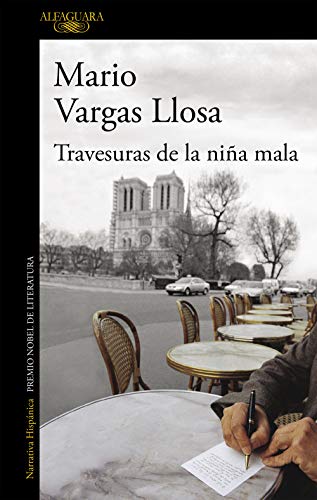 ALFAGUARA
Mario
Vargas Llosa
Travesuras de la niña mala
Narrativa Hispánica PREMIO NOBEL DE LITERATURA